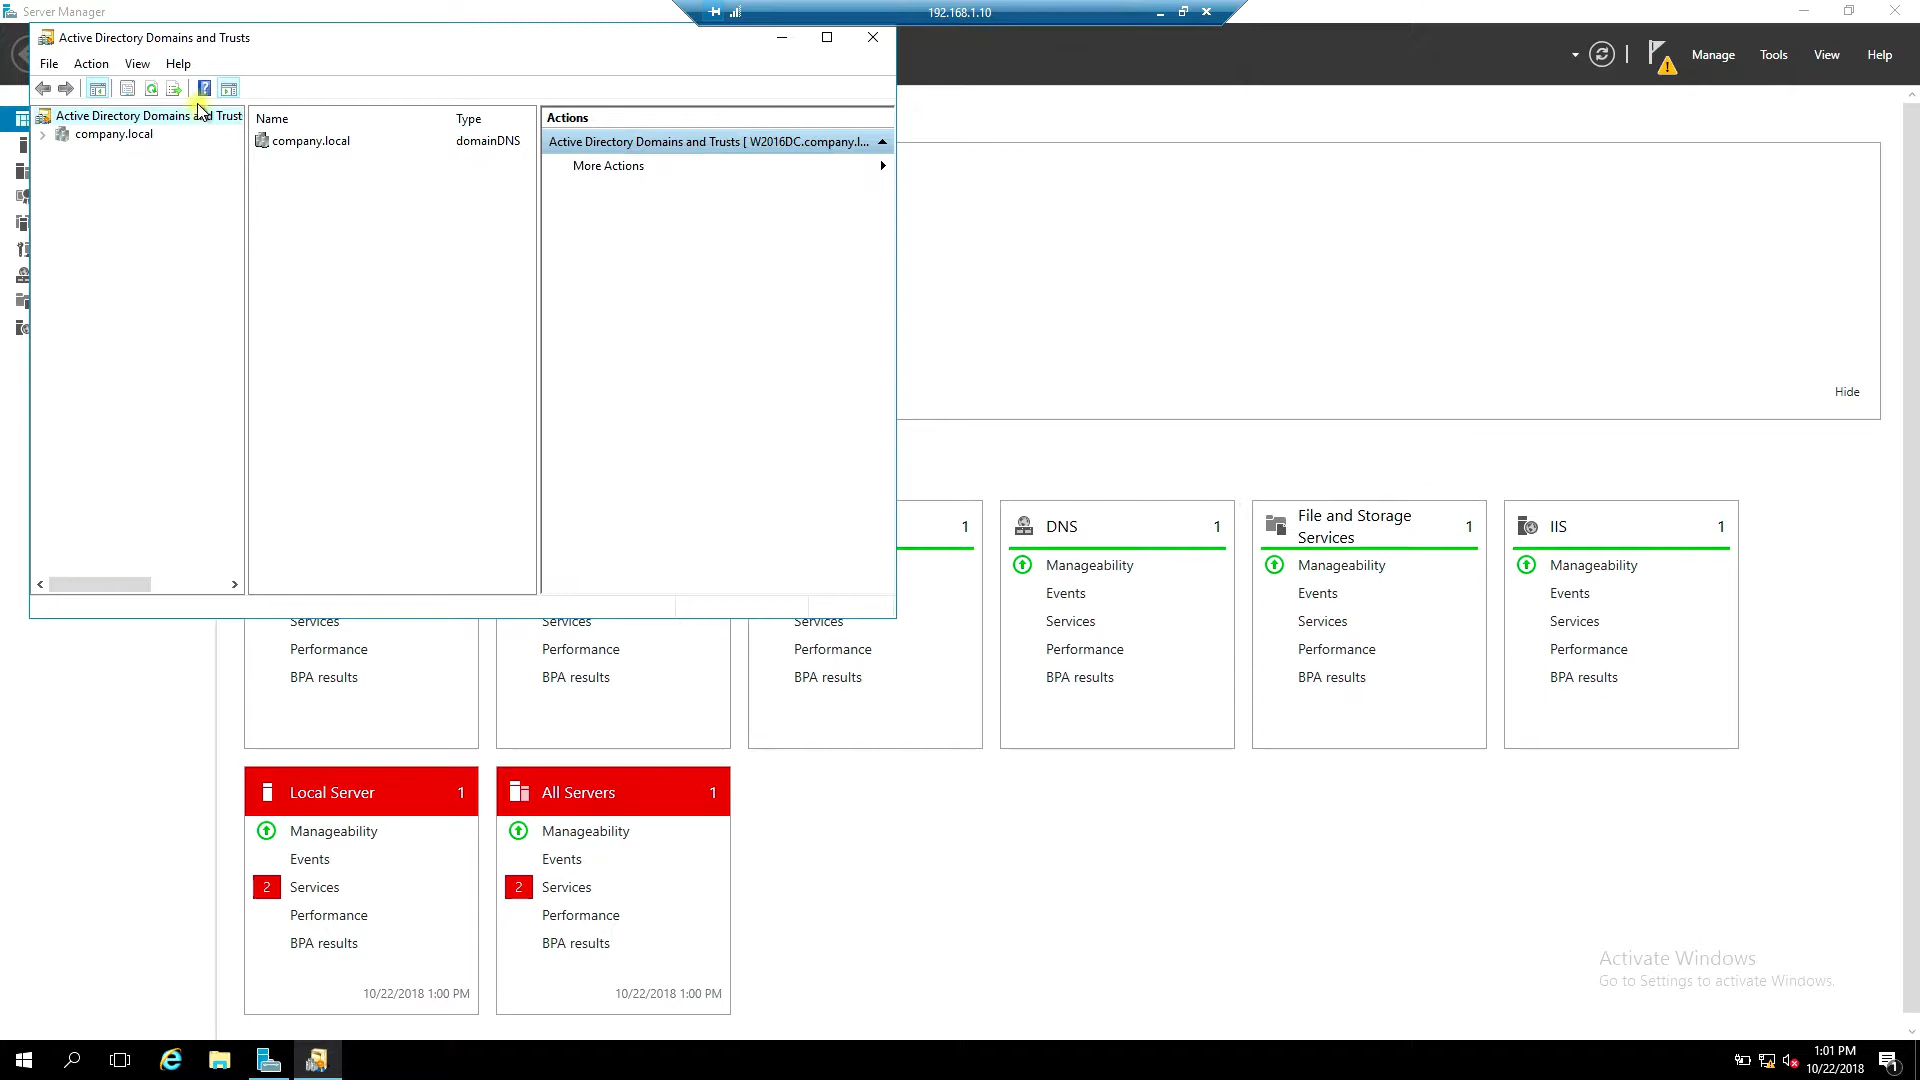 Server Manager
192.168.1.10
Active Directory Domains and Trusts
File Action View Help
Manage Tools View Help
Active Directory Domains and Trust
company.local
Name Type
company.local domainDNS
Actions
Active Directory Domains and Trusts [ W2016DC.company.l...
More Actions
Hide
1
DNS 1
Manageability
Events
Services
Performance
BPA results
File and Storage
Services 1
Manageability
Events
Services
Performance
BPA results
IIS 1
Manageability
Events
Services
Performance
BPA results
Services
Performance
BPA results
Services
Performance
BPA results
Services
Performance
BPA results
Local Server 1
Manageability
Events
2 Services
Performance
BPA results
10/22/2018 1:00 PM
All Servers 1
Manageability
Events
2 Services
Performance
BPA results
10/22/2018 1:00 PM
Activate Windows
Go to Settings to activate Windows.
1:01 PM
10/22/2018
1